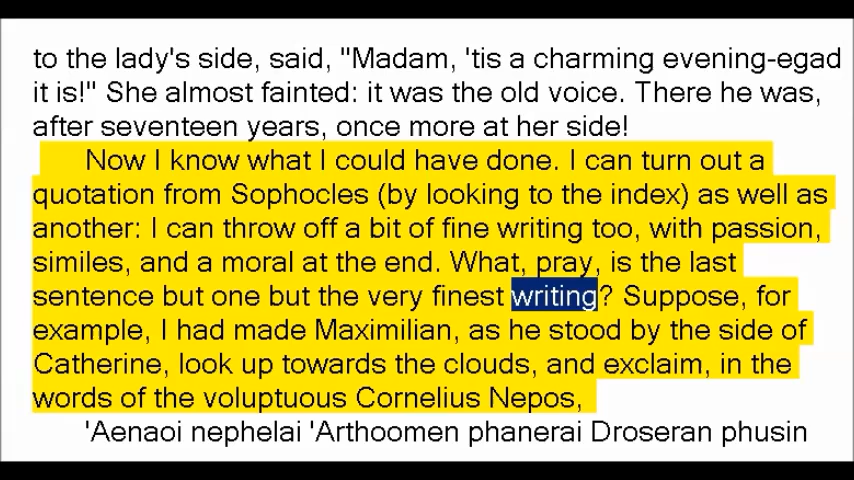 to the lady's side, said, "Madam, 'tis a charming evening-egad
it is!" She almost fainted: it was the old voice. There he was,
after seventeen years, once more at her side!
Now I know what I could have done. I can turn out a
quotation from Sophocles (by looking to the index) as well as
another: I can throw off a bit of fine writing too, with passion,
similes, and a moral at the end. What, pray, is the last
sentence but one but the very finest writing? Suppose, for
example, I had made Maximilian, as he stood by the side of
Catherine, look up towards the clouds, and exclaim, in the
words of the voluptuous Cornelius Nepos,
'Aenaoi nephelai 'Arthoomen phanerai Droseran phusin